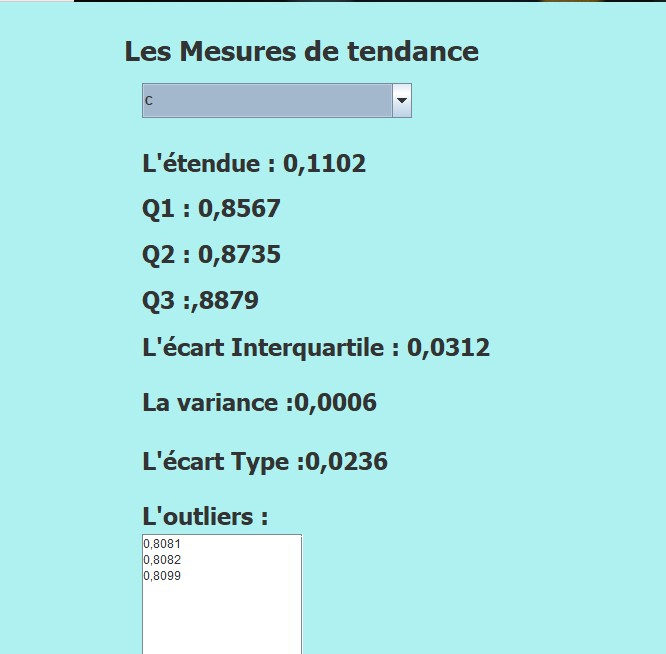 Les Mesures de tendance
C
L'étendue : 0,1102
Q1 : 0,8567
Q2 : 0,8735
Q3 :,8879
L'écart Interquartile : 0,0312
La variance :0,0006
L'écart Type :0,0236
L'outliers :
0,8081
0,8082
0,8099